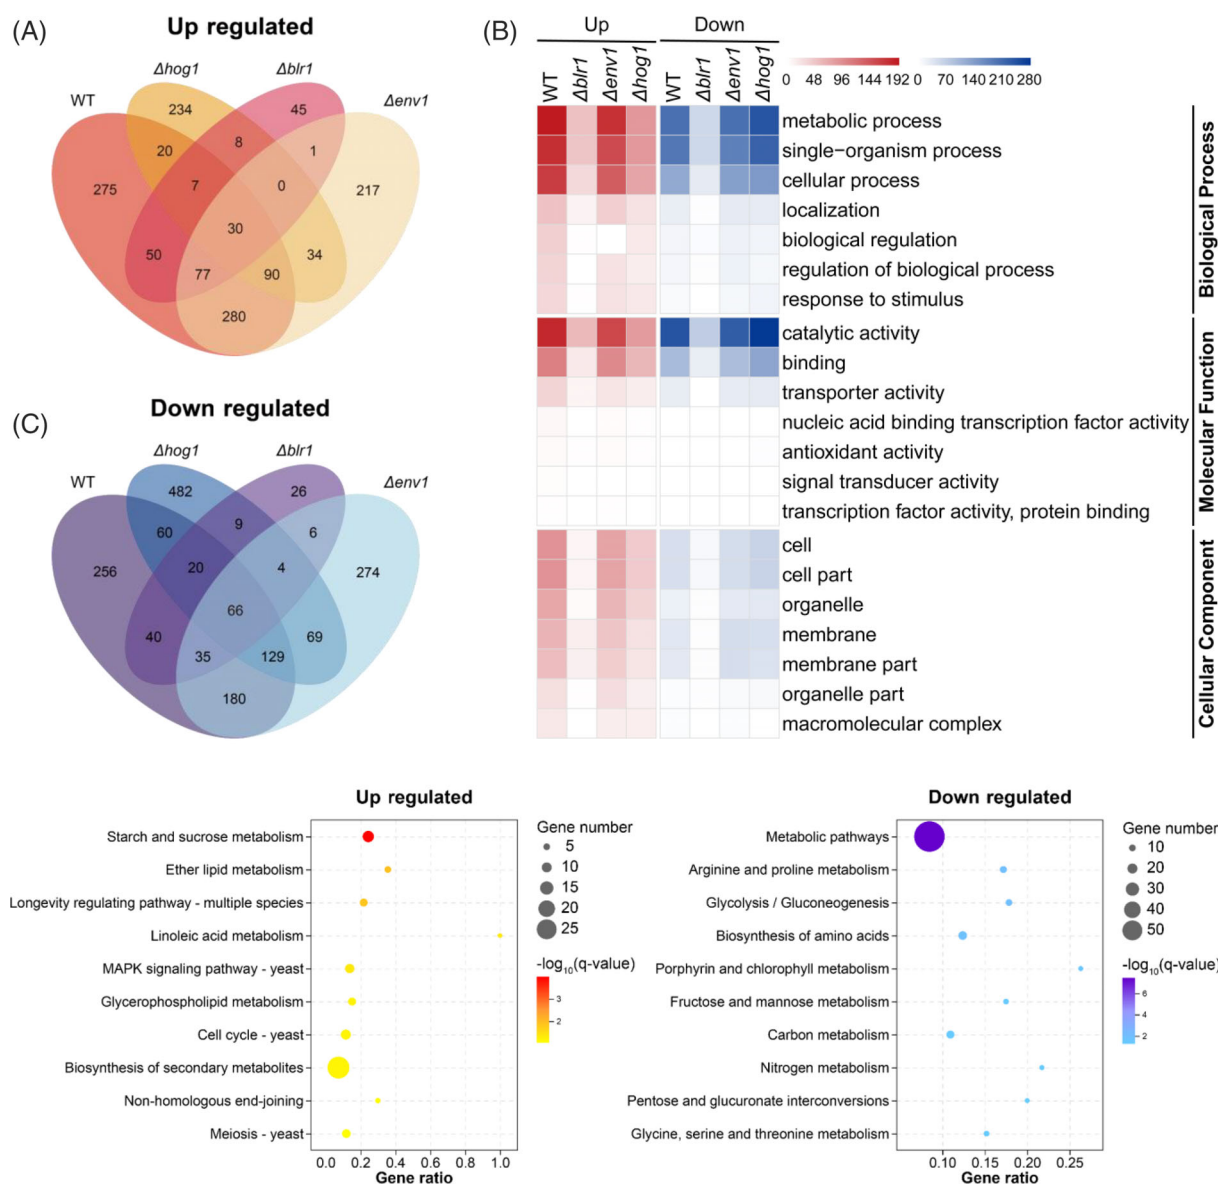 (A)
Up regulated
WT
Δhog1
Δblr1
Δenv1
234
45
20
8
1
275
7
0
217
30
50
77
90
34
280
(B)
Up
Down
WT
Δblr1
Δenv1
Δhog1
WT
Δblr1
Δenv1
Δhog1
0 48 96 144 192
0 70 140 210 280
metabolic process
single−organism process
cellular process
localization
biological regulation
regulation of biological process
response to stimulus
Biological Process
catalytic activity
binding
transporter activity
nucleic acid binding transcription factor activity
antioxidant activity
signal transducer activity
transcription factor activity, protein binding
Molecular Function
cell
cell part
organelle
membrane
membrane part
organelle part
macromolecular complex
Cellular Component
(C)
Down regulated
WT
Δhog1
Δblr1
Δenv1
482
26
60
9
6
256
20
4
274
66
40
35
129
69
180
Up regulated
Starch and sucrose metabolism
Ether lipid metabolism
Longevity regulating pathway - multiple species
Linoleic acid metabolism
MAPK signaling pathway - yeast
Glycerophospholipid metabolism
Cell cycle - yeast
Biosynthesis of secondary metabolites
Non-homologous end-joining
Meiosis - yeast
0.0 0.2 0.4 0.6 0.8 1.0
Gene ratio
Gene number
5
10
15
20
25
-log10(q-value)
3
2
Down regulated
Metabolic pathways
Arginine and proline metabolism
Glycolysis / Gluconeogenesis
Biosynthesis of amino acids
Porphyrin and chlorophyll metabolism
Fructose and mannose metabolism
Carbon metabolism
Nitrogen metabolism
Pentose and glucuronate interconversions
Glycine, serine and threonine metabolism
0.10 0.15 0.20 0.25
Gene ratio
Gene number
10
20
30
40
50
-log10(q-value)
6
4
2